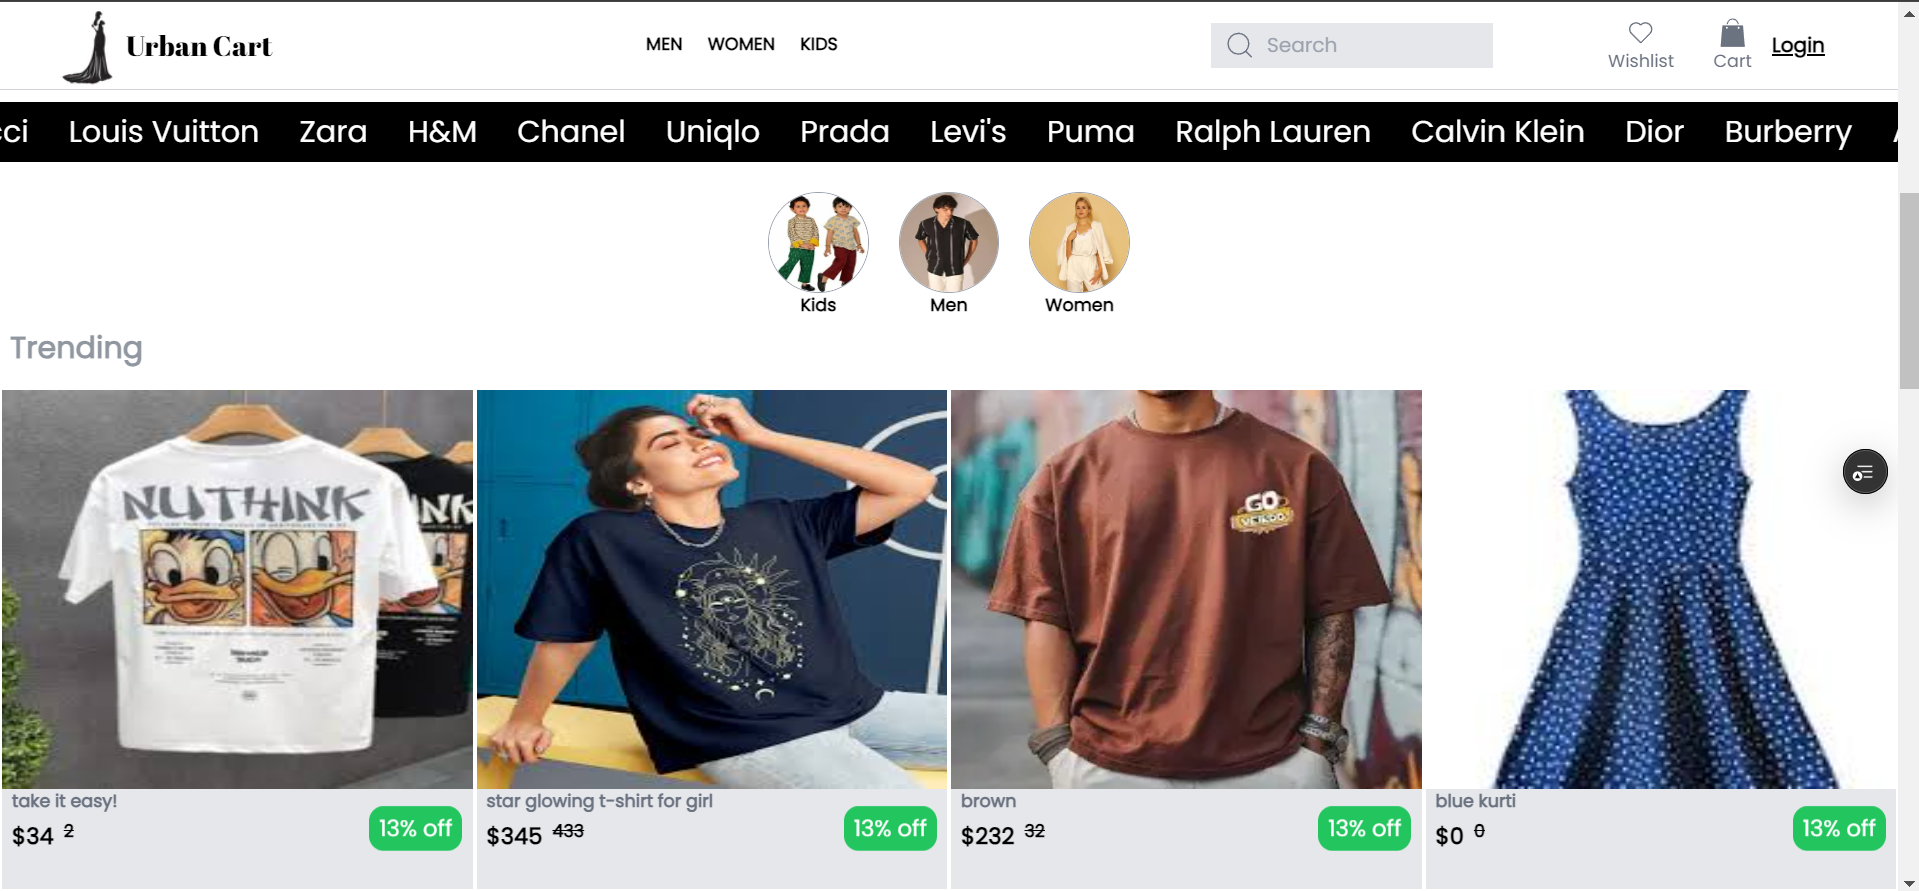 Urban Cart
MEN WOMEN KIDS
Search
Wishlist
Cart
Login
cci Louis Vuitton Zara H&M Chanel Uniqlo Prada Levi's Puma Ralph Lauren Calvin Klein Dior Burberry
Kids
Men
Women
Trending
NUTHINK
GO
take it easy!
$34 2
13% off
star glowing t-shirt for girl
$345 433
13% off
brown
$232 32
13% off
blue kurti
$0 0
13% off